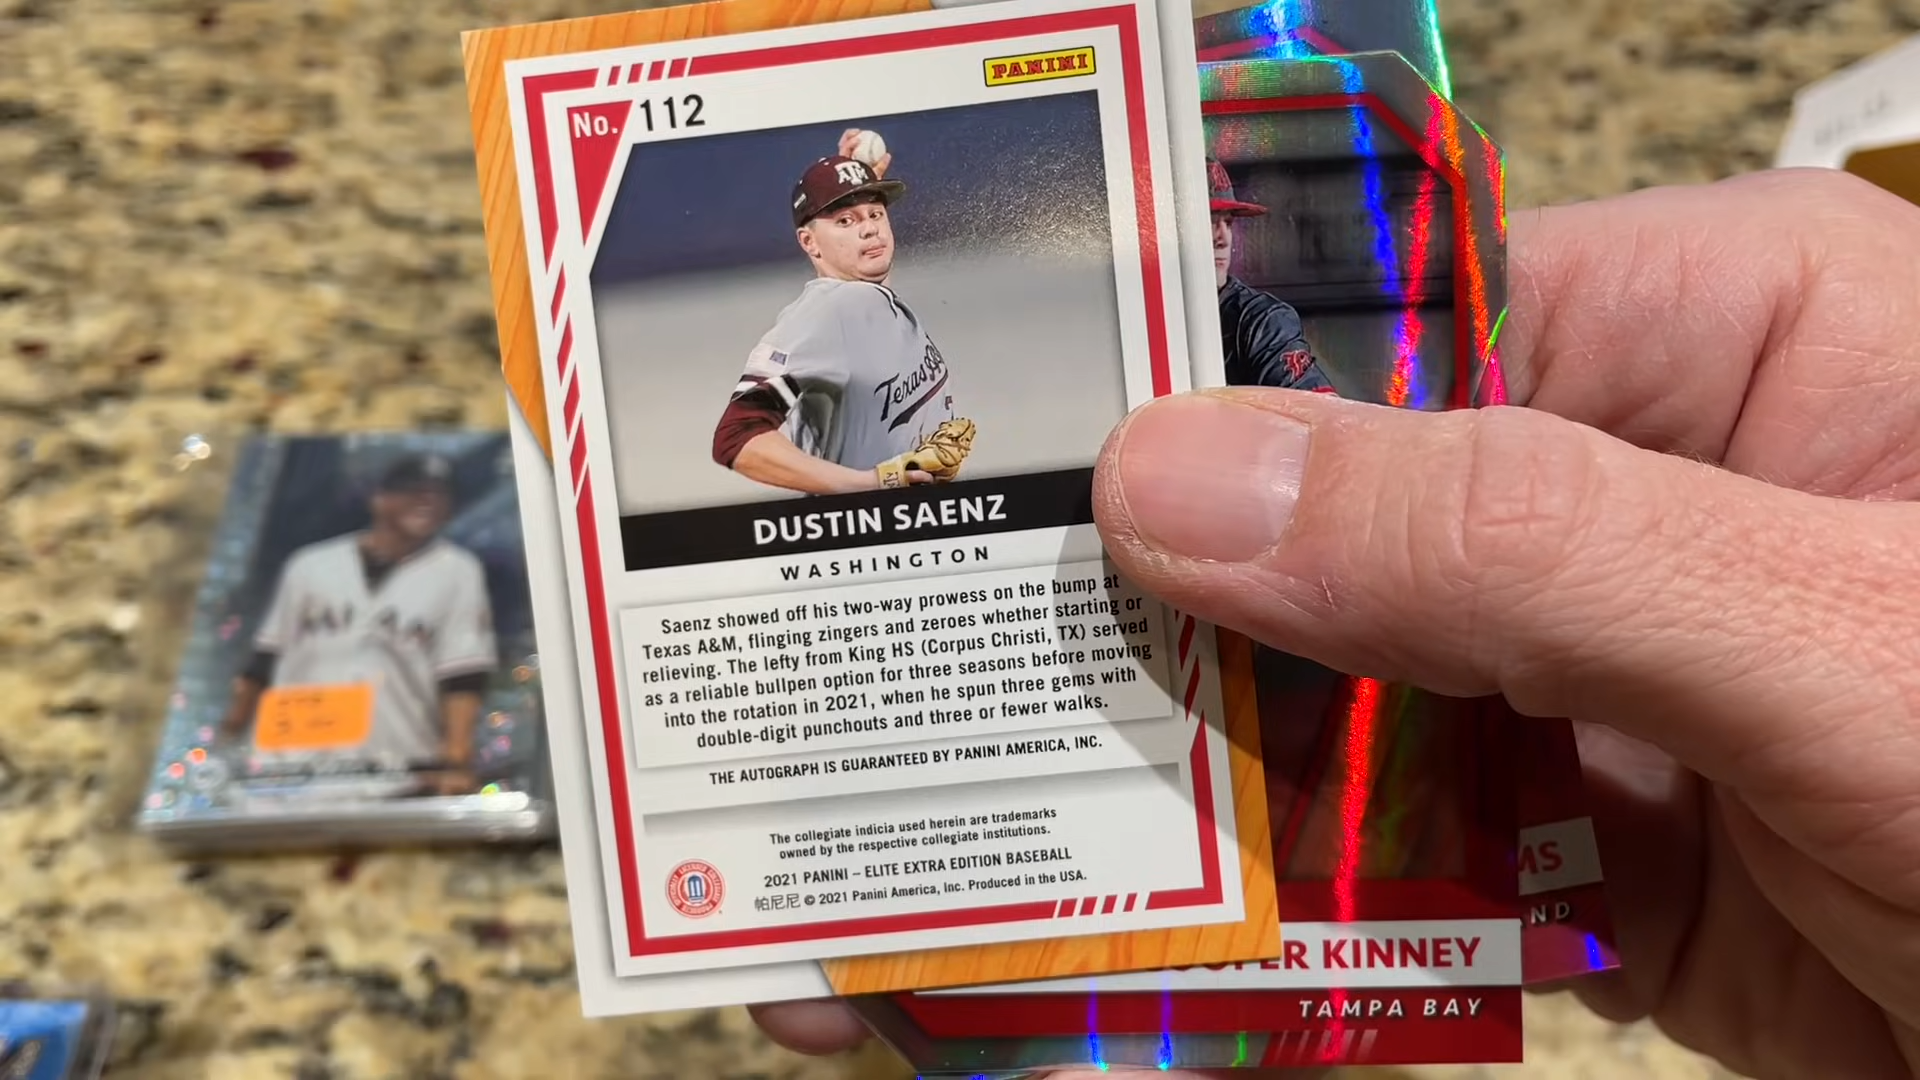 PANINI
No. 112
ATM
Texas A&M
DUSTIN SAENZ
WASHINGTON
Saenz showed off his two-way prowess on the bump at
Texas A&M, flinging zingers and zeroes whether starting or
relieving. The lefty from King HS (Corpus Christi, TX) served
as a reliable bullpen option for three seasons before moving
into the rotation in 2021, when he spun three gems with
double-digit punchouts and three or fewer walks.
THE AUTOGRAPH IS GUARANTEED BY PANINI AMERICA, INC.
The collegiate indicia used herein are trademarks
owned by the respective collegiate institutions.
2021 PANINI – ELITE EXTRA EDITION BASEBALL
帕尼尼 © 2021 Panini America, Inc. Produced in the USA.
MS
ND
KINNEY
TAMPA BAY